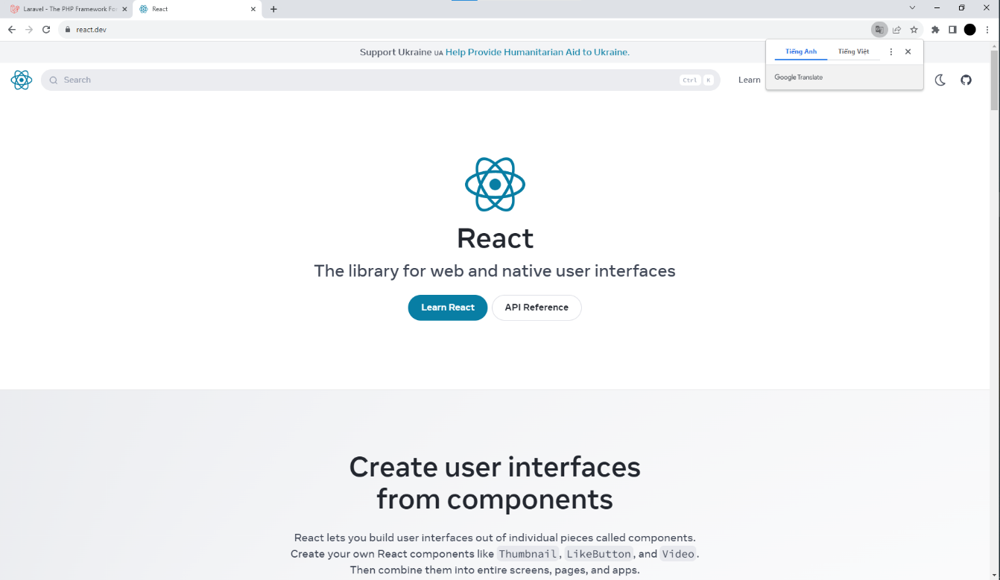 Laravel - The PHP Framework For
React
react.dev
Support Ukraine UA Help Provide Humanitarian Aid to Ukraine.
Tiếng Anh
Tiếng Việt
Google Translate
Search
Ctrl K
Learn
React
The library for web and native user interfaces
Learn React
API Reference
Create user interfaces
from components
React lets you build user interfaces out of individual pieces called components.
Create your own React components like Thumbnail, LikeButton, and Video.
Then combine them into entire screens, pages, and apps.